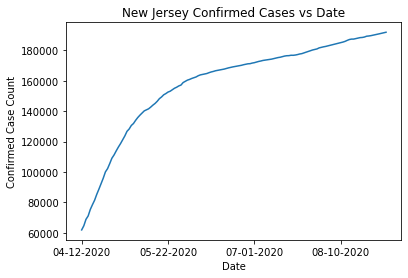 New Jersey Confirmed Cases vs Date
180000
160000
140000
120000
100000
80000
60000
Confirmed Case Count
04-12-2020 05-22-2020 07-01-2020 08-10-2020
Date